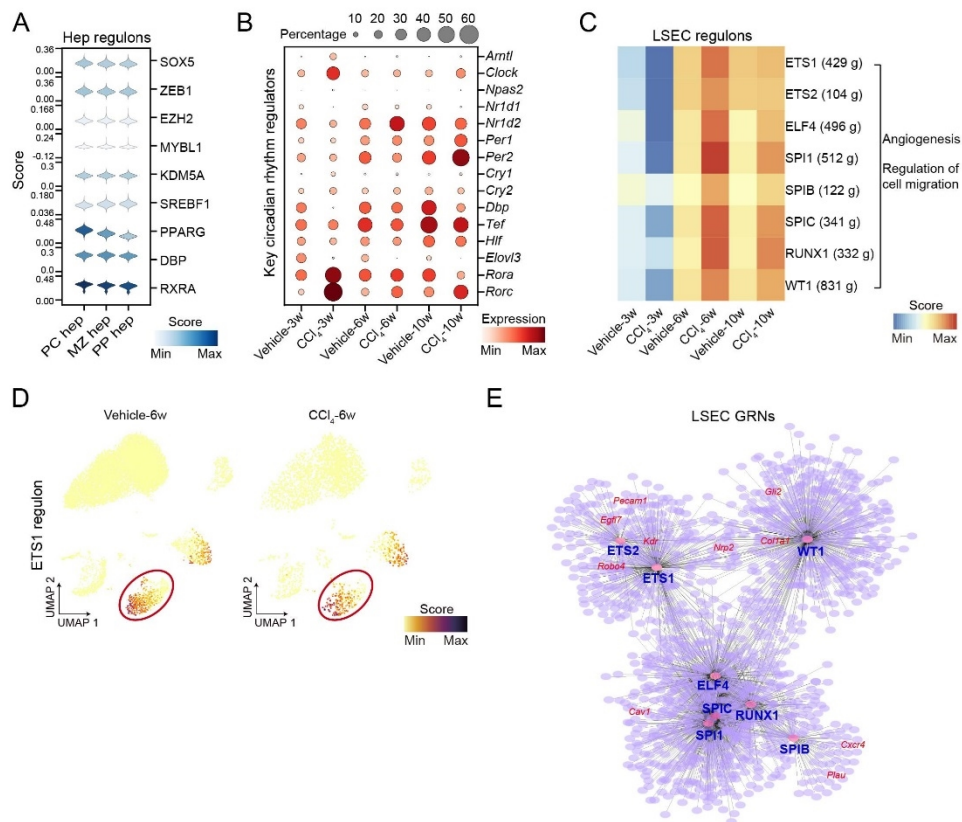 A
Hep regulons
Score
0.36
0.00
0.48
0.00
0.168
0.000
0.24
-0.12
0.30
0.00
0.180
0.036
0.48
0.00
0.3
0.0
0.48
0.00
SOX5
ZEB1
EZH2
MYBL1
KDM5A
SREBF1
PPARG
DBP
RXRA
PC hep
MZ hep
PP hep
Score
Min Max
B
10 20 30 40 50 60
Percentage
Key circadian rhythm regulators
Arntl
Clock
Npas2
Nr1d1
Nr1d2
Per1
Per2
Cry1
Cry2
Dbp
Tef
Hlf
Elovl3
Rora
Rorc
Vehicle-3w
CCl4-3w
Vehicle-6w
CCl4-6w
Vehicle-10w
CCl4-10w
Expression
Min Max
C
LSEC regulons
ETS1 (429 g)
ETS2 (104 g)
ELF4 (496 g)
SPI1 (512 g)
SPIB (122 g)
SPIC (341 g)
RUNX1 (332 g)
WT1 (831 g)
Angiogenesis
Regulation
of cell migration
Vehicle-3w
CCl4-3w
Vehicle-6w
CCl4-6w
Vehicle-10w
CCl4-10w
Score
Min Max
D
Vehicle-6w
CCl4-6w
ETS1 regulon
UMAP 2
UMAP 1
UMAP 2
UMAP 1
Score
Min Max
E
LSEC GRNs
Pecam1
Egfl7
ETS2
Kdr
Robo4
ETS1
Nrp2
Gli2
Col1a1
WT1
ELF4
SPIC
RUNX1
Cav1
SPI1
SPIB
Cxcr4
Plau